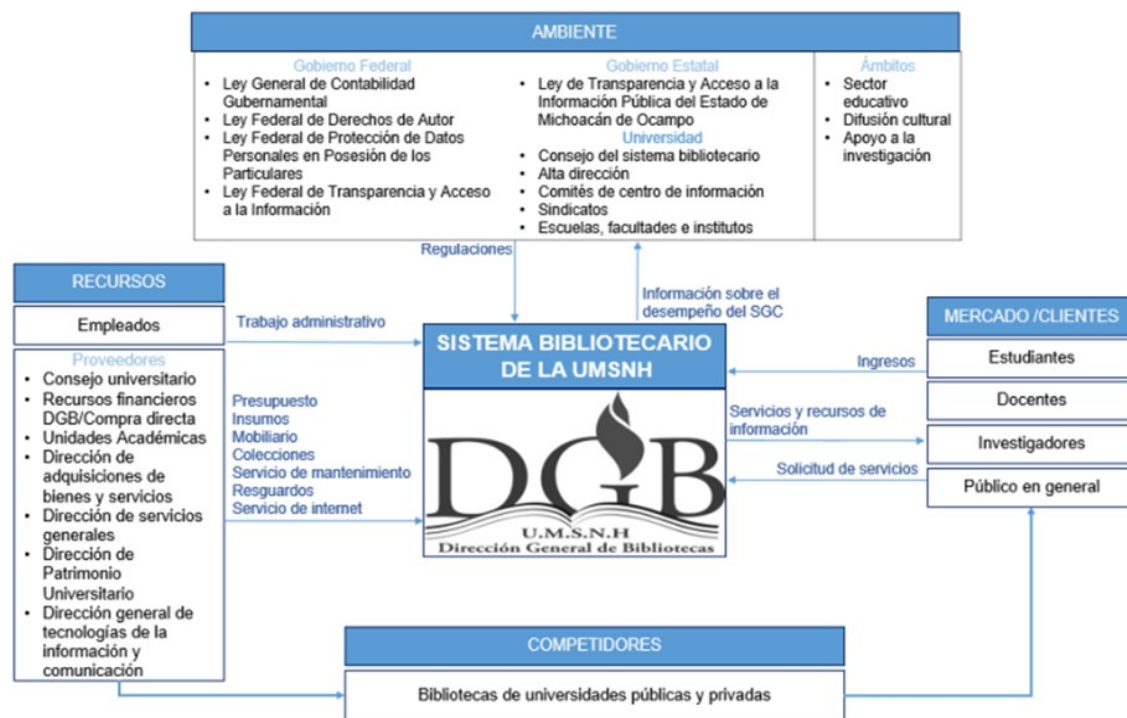 AMBIENTE
Gobierno Federal
• Ley General de Contabilidad
Gubernamental
• Ley Federal de Derechos de Autor
• Ley Federal de Protección de Datos
Personales en Posesión de los
Particulares
• Ley Federal de Transparencia y Acceso
a la Información
Gobierno Estatal
• Ley de Transparencia y Acceso a la
Información Pública del Estado de
Michoacán de Ocampo
Universidad
• Consejo del sistema bibliotecario
• Alta dirección
• Comités de centro de información
• Sindicatos
• Escuelas, facultades e institutos
Ámbitos
• Sector
educativo
• Difusión cultural
• Apoyo a la
investigación
Regulaciones
Información sobre el
desempeño del SGC
RECURSOS
Empleados
Proveedores
• Consejo universitario
• Recursos financieros
DGB/Compra directa
• Unidades Académicas
• Dirección de
adquisiciones de
bienes y servicios
• Dirección de servicios
generales
• Dirección de
Patrimonio
Universitario
• Dirección general de
tecnologías de la
información y
comunicación
Trabajo administrativo
Presupuesto
Insumos
Mobiliario
Colecciones
Servicio de mantenimiento
Resguardos
Servicio de internet
SISTEMA BIBLIOTECARIO
DE LA UMSNH
DGB
U.M.S.N.H
Dirección General de Bibliotecas
Ingresos
Servicios y recursos de
información
Solicitud de servicios
MERCADO /CLIENTES
Estudiantes
Docentes
Investigadores
Público en general
COMPETIDORES
Bibliotecas de universidades públicas y privadas